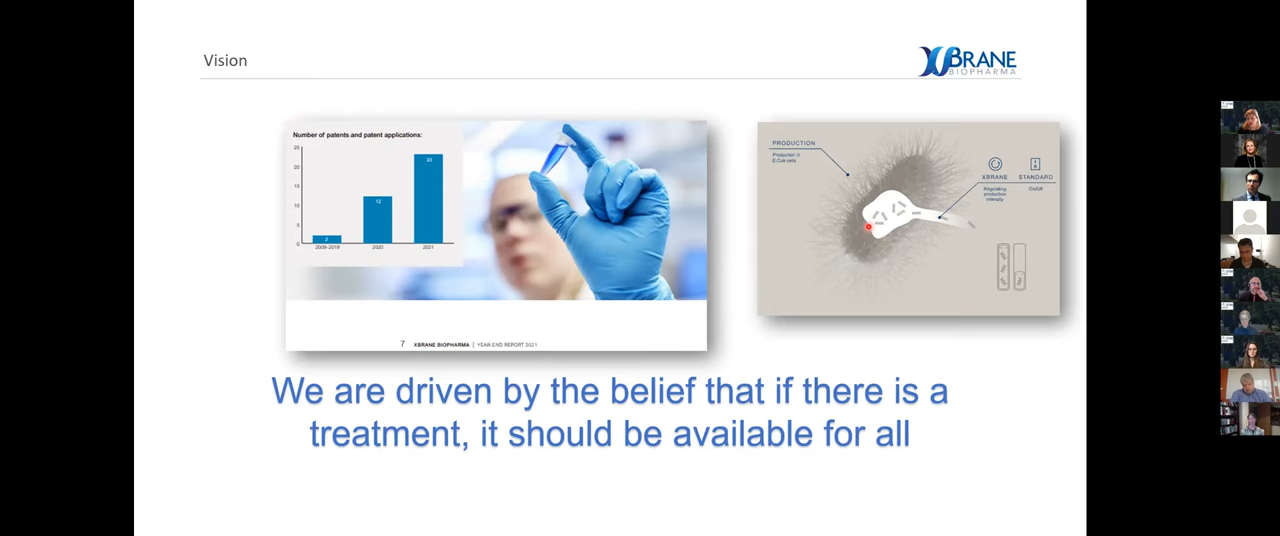 Vision
XBRANE
BIOPHARMA
Number of patents and patent applications:
25
20
15
10
5
0
2
12
23
2008-2019
2020
2021
7 XBRANE BIOPHARMA | YEAR-END REPORT 2021
PRODUCTION
Production in
E.Coli-cells
XBRANE
Regulating
production
intensity
STANDARD
On/Off
We are driven by the belief that if there is a
treatment, it should be available for all